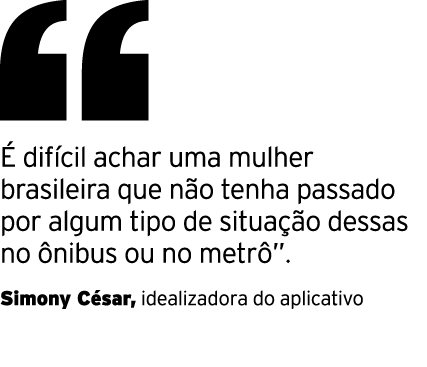 “
É difícil achar uma mulher
brasileira que não tenha passado
por algum tipo de situação dessas
no ônibus ou no metrô”.
Simony César, idealizadora do aplicativo